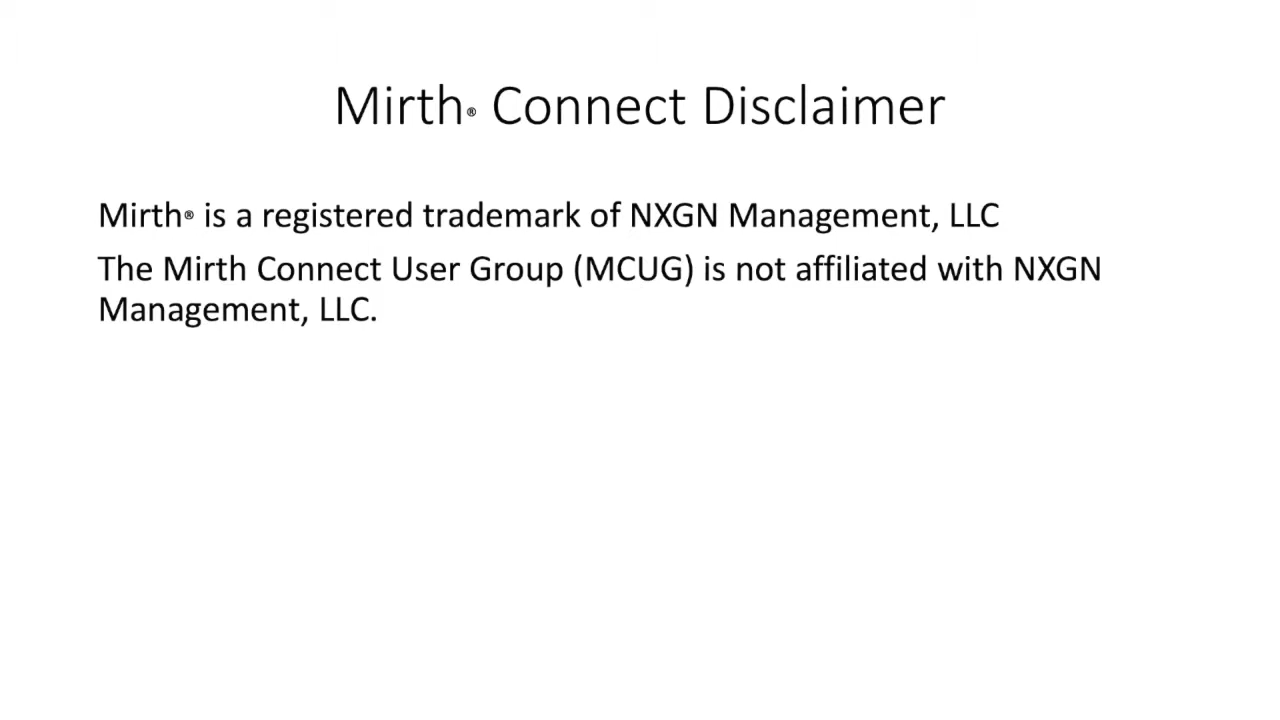 Mirth® Connect Disclaimer
Mirth® is a registered trademark of NXGN Management, LLC
The Mirth Connect User Group (MCUG) is not affiliated with NXGN
Management, LLC.